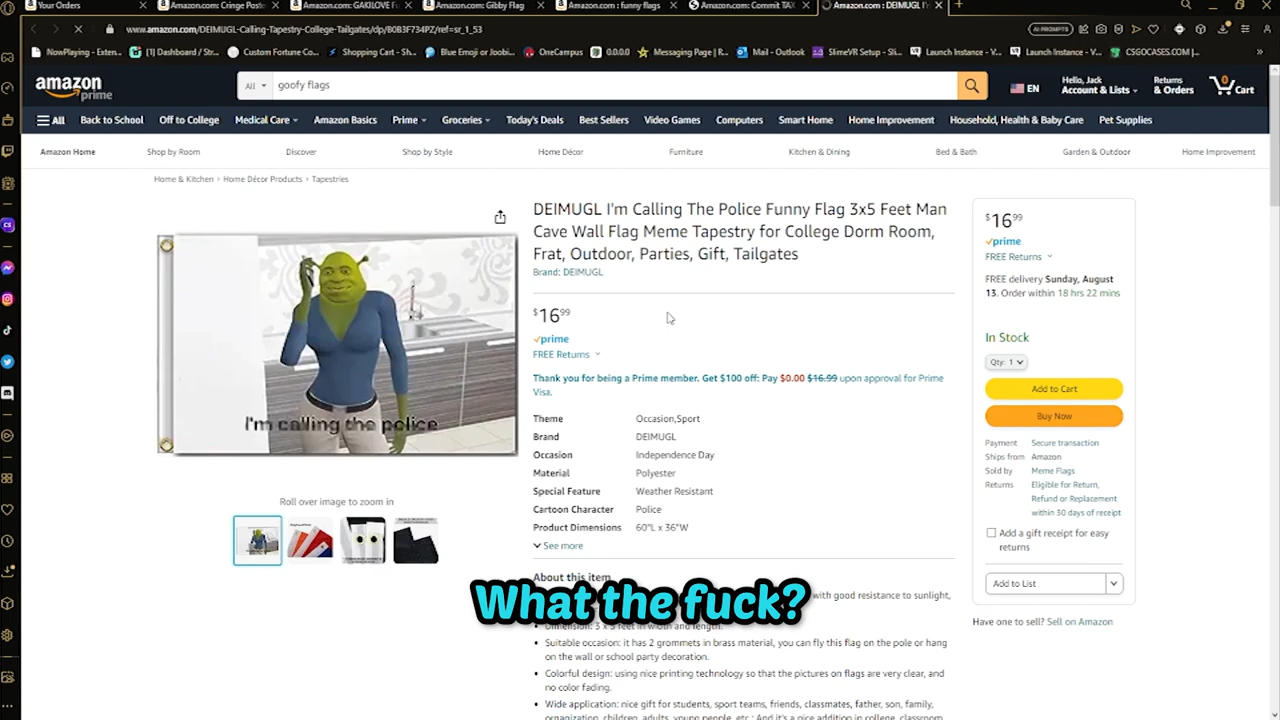 Your Orders
Amazon.com: Cringe Poste
Amazon.com: GAKILOVE Fu
Amazon.com: Gibby Flag
Amazon.com : funny flags
Amazon.com: Commit TAX
Amazon.com: DEIMUGL I'
www.amazon.com/DEIMUGL-Calling-Tapestry-College-Tailgates/dp/B0B3F734PZ/ref=sr_1_53
AI PROMPTS
NowPlaying - Exten...
(1) Dashboard / Str...
Custom Fortune Co...
Shopping Cart - Sh...
Blue Emoji or Joobi...
OneCampus
0.0.0.0
Messaging Page | R...
Mail - Outlook
SlimeVR Setup - Sl...
Launch Instance - V...
Launch Instance - V...
CSGOCASES.COM | ...
amazon
prime
All
goofy flags
EN
Hello, Jack
Account & Lists
Returns
& Orders
0
Cart
All
Back to School
Off to College
Medical Care
Amazon Basics
Prime
Groceries
Today's Deals
Best Sellers
Video Games
Computers
Smart Home
Home Improvement
Household, Health & Baby Care
Pet Supplies
Amazon Home
Shop by Room
Discover
Shop by Style
Home Décor
Furniture
Kitchen & Dining
Bed & Bath
Garden & Outdoor
Home Improvement
Home & Kitchen › Home Décor Products › Tapestries
I'm calling tha police
Roll over image to zoom in
DEIMUGL I'm Calling The Police Funny Flag 3x5 Feet Man
Cave Wall Flag Meme Tapestry for College Dorm Room,
Frat, Outdoor, Parties, Gift, Tailgates
Brand: DEIMUGL
$16⁹⁹
prime
FREE Returns
Thank you for being a Prime member. Get $100 off: Pay $0.00 $16.99 upon approval for Prime
Visa.
Theme Occasion,Sport
Brand DEIMUGL
Occasion Independence Day
Material Polyester
Special Feature Weather Resistant
Cartoon Character Police
Product Dimensions 60"L x 36"W
See more
About this item
with good resistance to sunlight,
Dimension: 3 x 5 feet in width and length.
• Suitable occasion: it has 2 grommets in brass material, you can fly this flag on the pole or hang
on the wall or school party decoration.
• Colorful design: using nice printing technology so that the pictures on flags are very clear, and
no color fading.
• Wide application: nice gift for students, sport teams, friends, classmates, father, son, family,
organization, children, adults, young people, etc.; And it's a nice addition in college, classroom
What the fuck?
$16⁹⁹
prime
FREE Returns
FREE delivery Sunday, August
13. Order within 18 hrs 22 mins
In Stock
Qty: 1
Add to Cart
Buy Now
Payment Secure transaction
Ships from Amazon
Sold by Meme Flags
Returns Eligible for Return,
Refund or Replacement
within 30 days of receipt
Add a gift receipt for easy
returns
Add to List
Have one to sell? Sell on Amazon